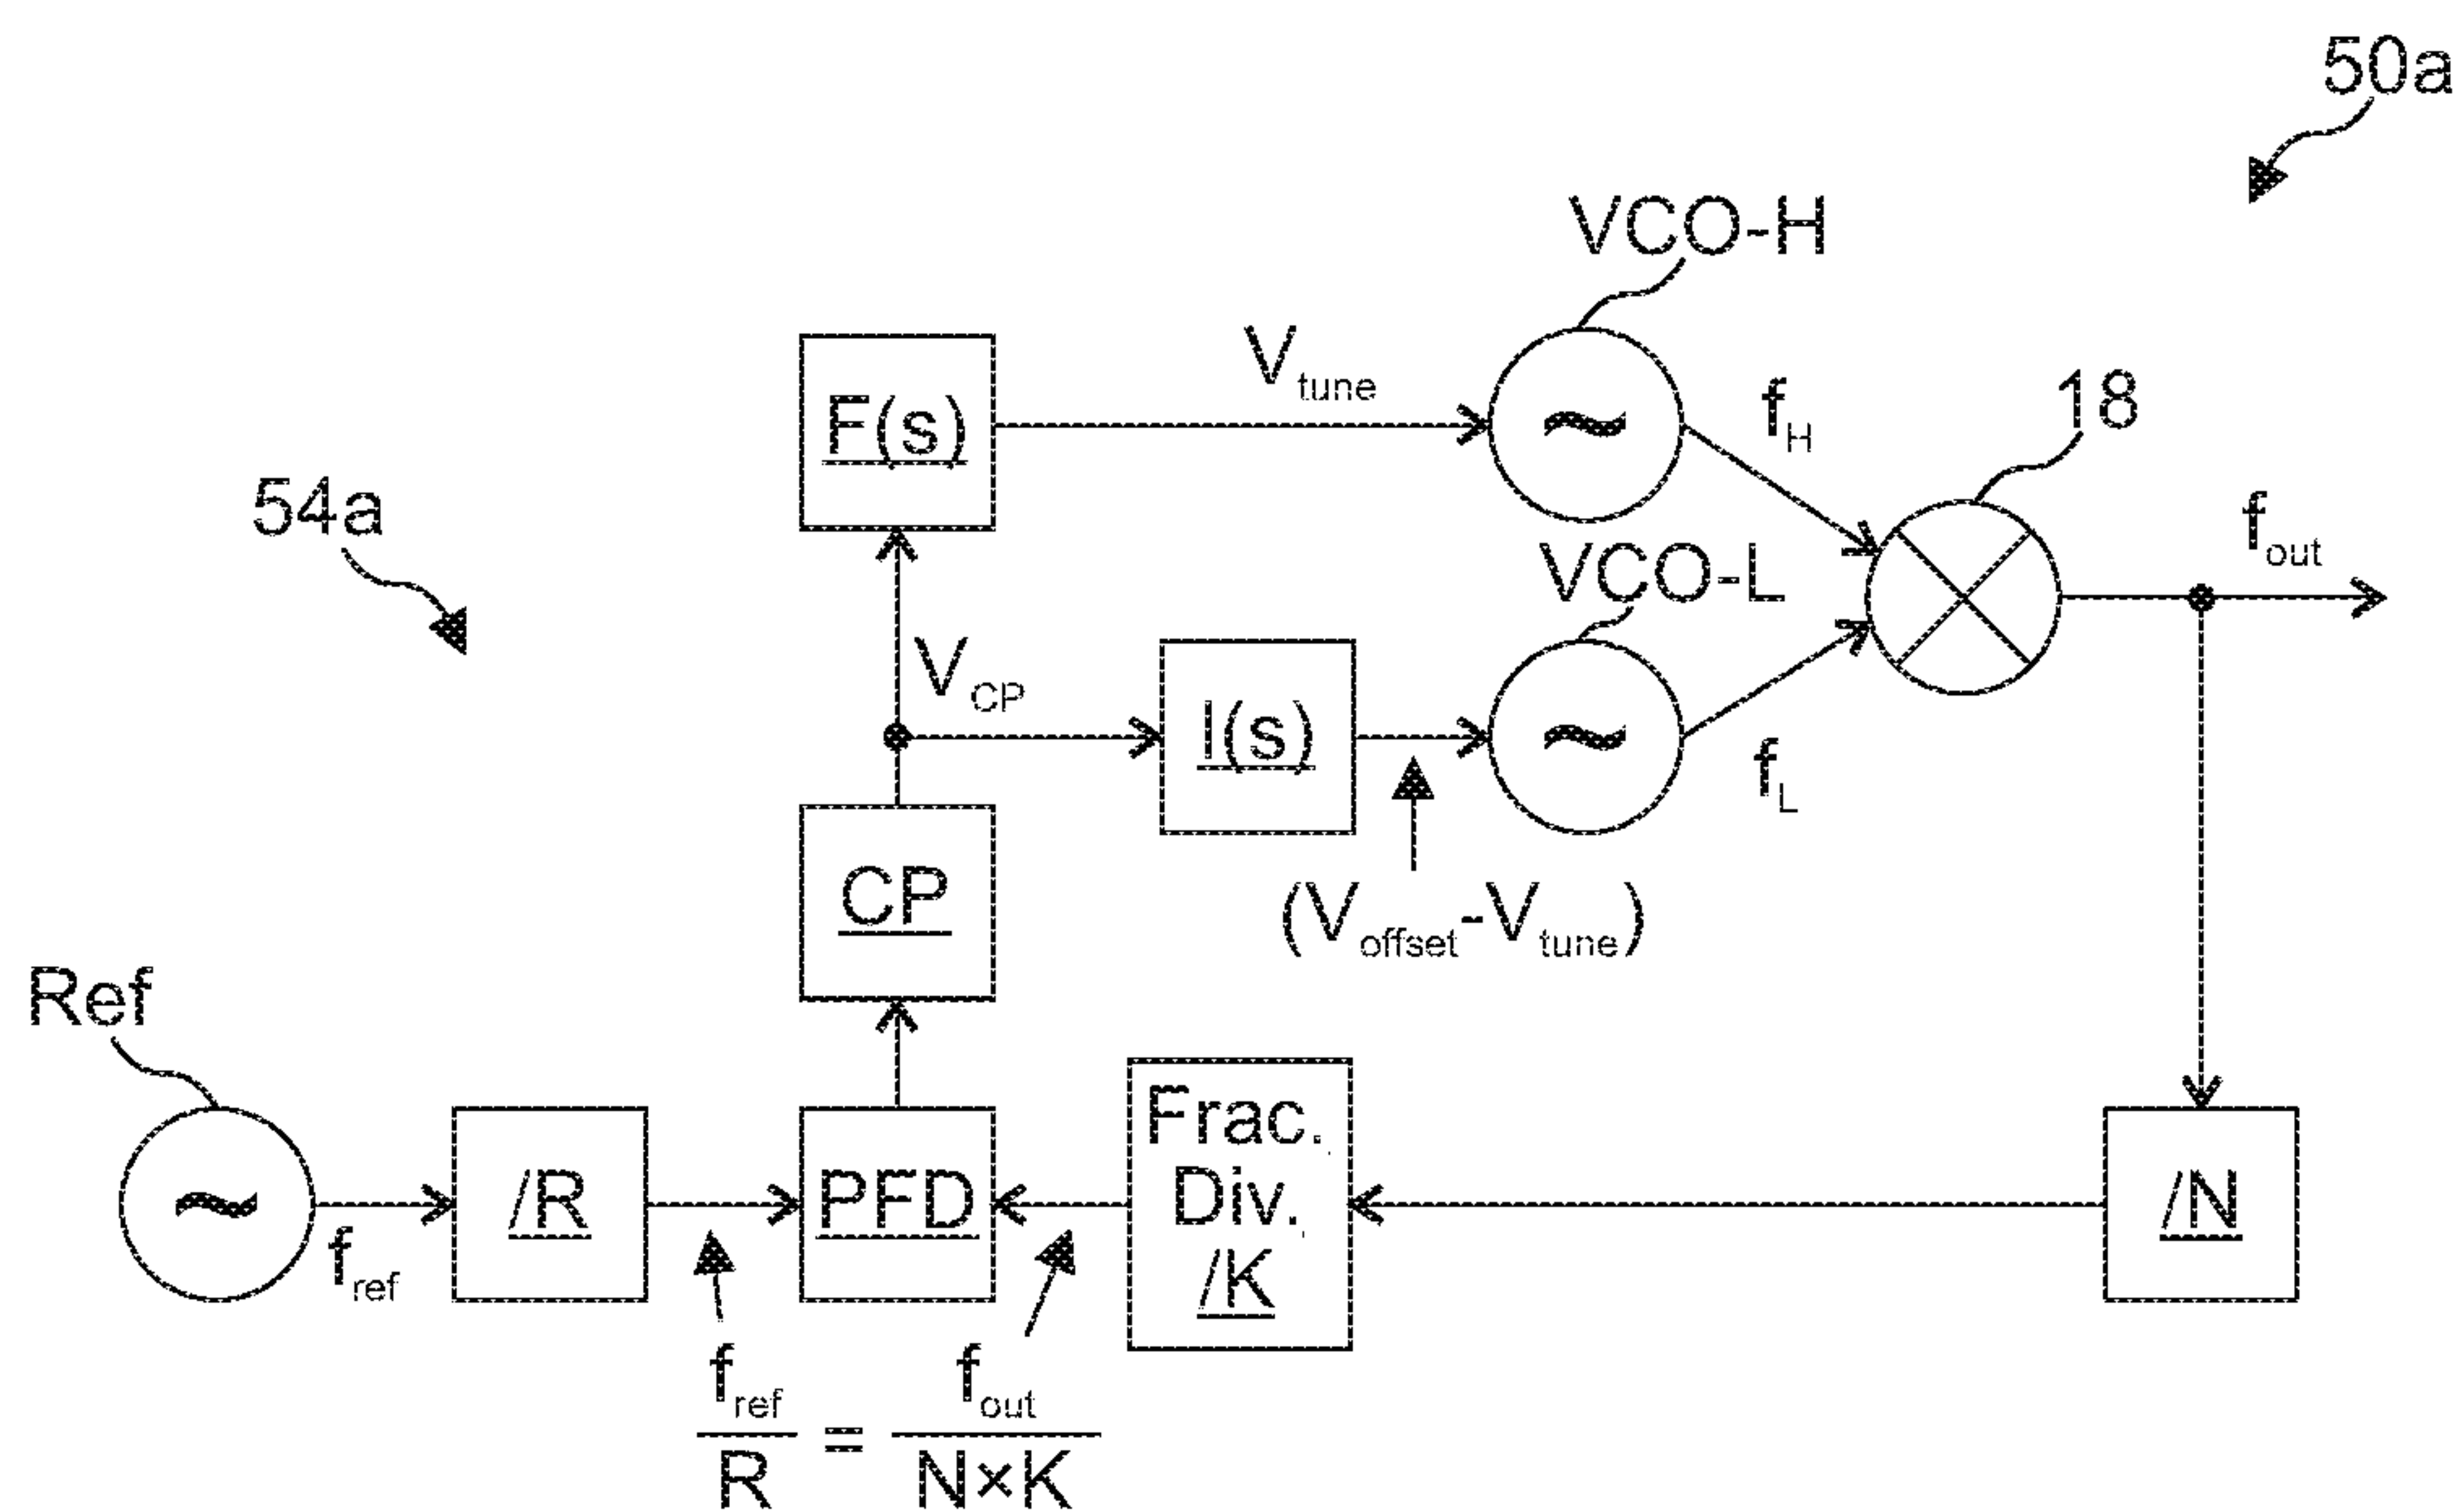 50a
VCO-H
V_tune
F(s)
f_H
18
54a
VCO-L
f_out
V_CP
I(s)
f_L
CP
(V_offset-V_tune)
Ref
Frac.
Div.
/K
f_ref
/R
PFD
/N
f_ref/R = f_out/N×K